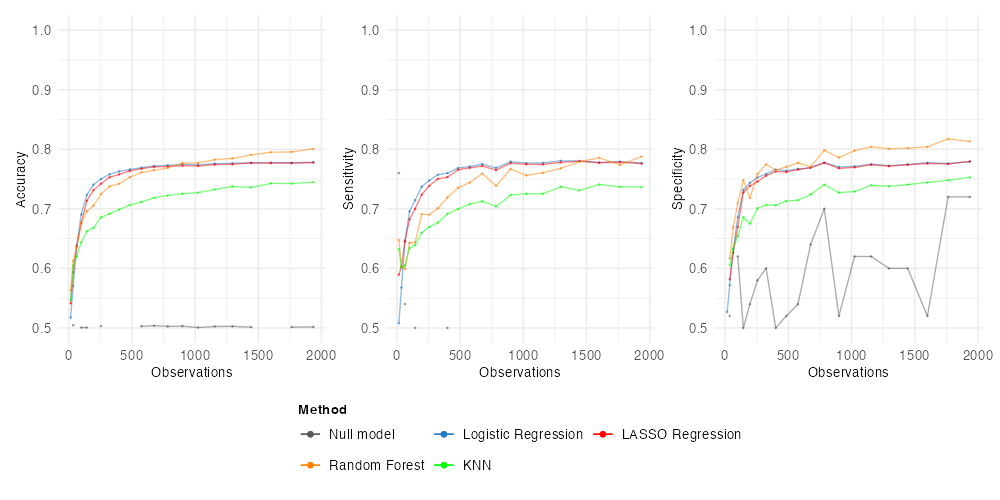 1.0
0.9
0.8
0.7
0.6
0.5
Accuracy
0 500 1000 1500 2000
Observations
1.0
0.9
0.8
0.7
0.6
0.5
Sensitivity
0 500 1000 1500 2000
Observations
1.0
0.9
0.8
0.7
0.6
0.5
Specificity
0 500 1000 1500 2000
Observations
Method
Null model Logistic Regression LASSO Regression
Random Forest KNN